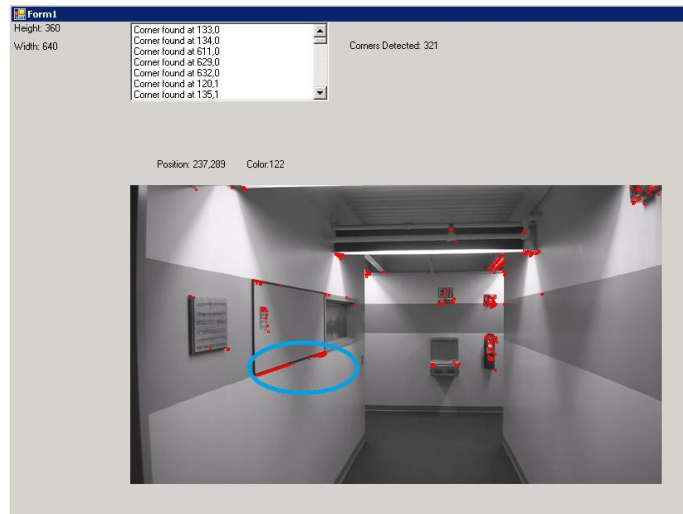 Form1
Height: 360
Width: 640
Corner found at 133,0
Corner found at 134,0
Corner found at 611,0
Corner found at 629,0
Corner found at 632,0
Corner found at 120,1
Corner found at 135,1
Corners Detected: 321
Position: 237,289 Color:122